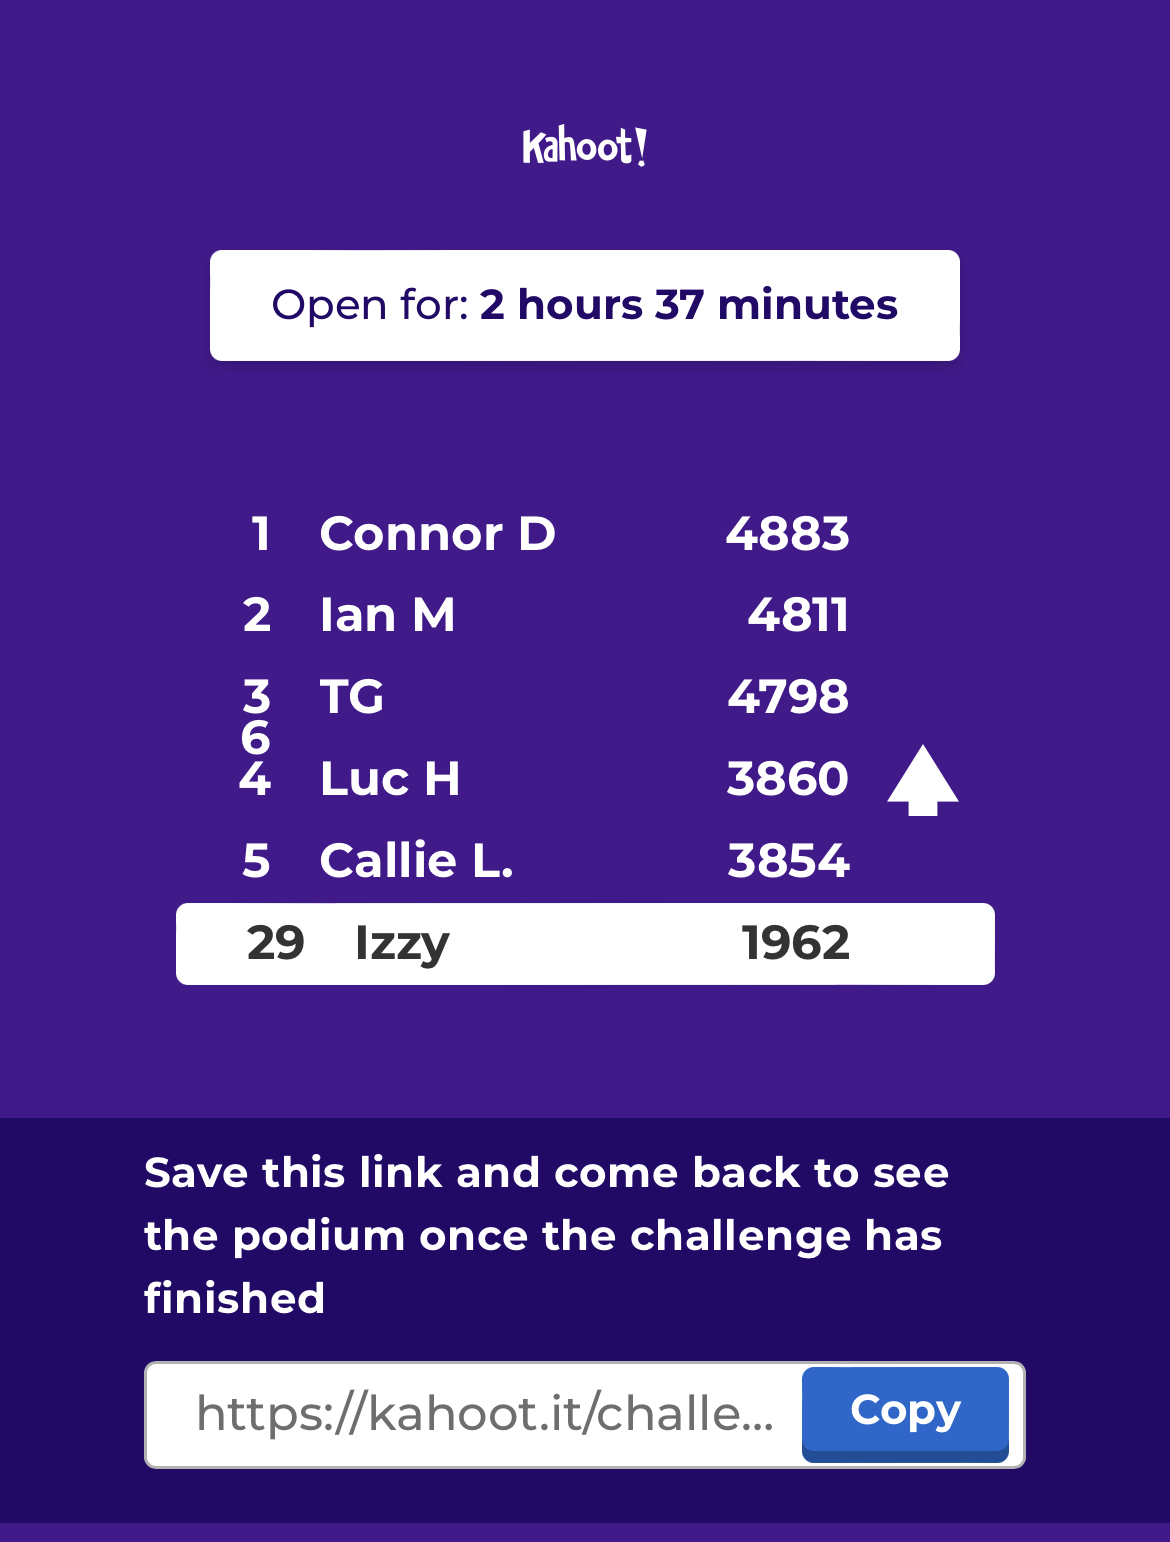 Kahoot!
Open for: 2 hours 37 minutes
1 Connor D 4883
2 Ian M 4811
3 TG 4798
6
4 Luc H 3860
5 Callie L. 3854
29 Izzy 1962
Save this link and come back to see
the podium once the challenge has
finished
https://kahoot.it/challe... Copy